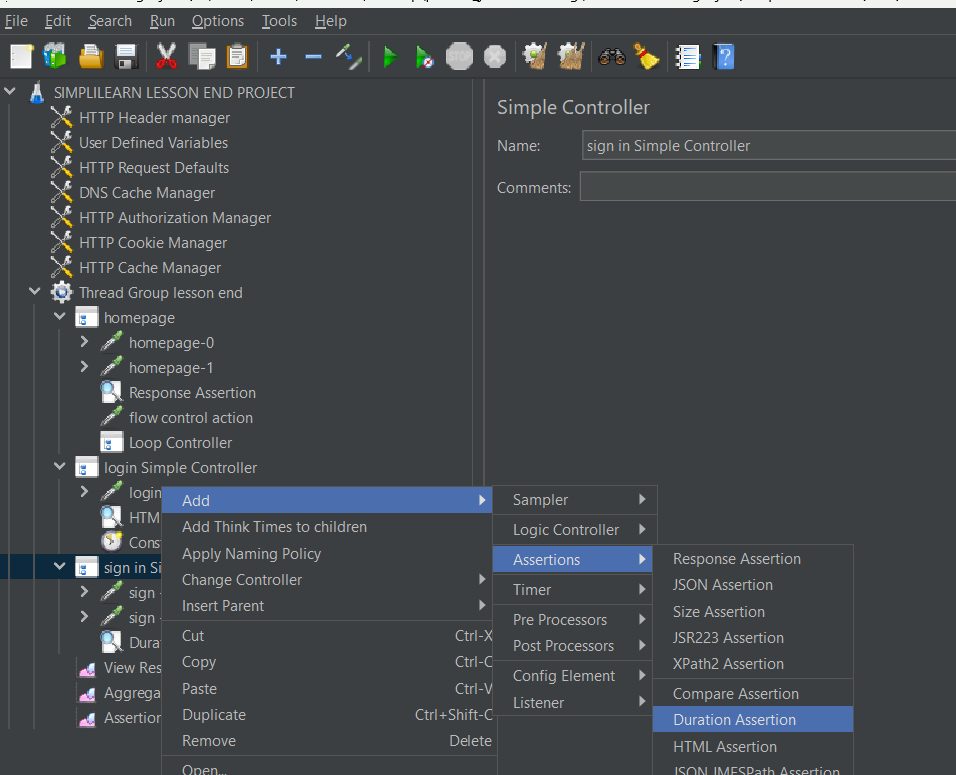 File Edit Search Run Options Tools Help
STOP
SIMPLILEARN LESSON END PROJECT
HTTP Header manager
User Defined Variables
HTTP Request Defaults
DNS Cache Manager
HTTP Authorization Manager
HTTP Cookie Manager
HTTP Cache Manager
Thread Group lesson end
homepage
homepage-0
homepage-1
Response Assertion
flow control action
Loop Controller
login Simple Controller
login
HTM
Cons
sign in Si
sign -
sign -
Durat
View Res
Aggrega
Assertion
Simple Controller
Name: sign in Simple Controller
Comments:
Add
Add Think Times to children
Apply Naming Policy
Change Controller
Insert Parent
Cut Ctrl-X
Copy Ctrl-C
Paste Ctrl-V
Duplicate Ctrl+Shift-C
Remove Delete
Open...
Sampler
Logic Controller
Assertions
Timer
Pre Processors
Post Processors
Config Element
Listener
Response Assertion
JSON Assertion
Size Assertion
JSR223 Assertion
XPath2 Assertion
Compare Assertion
Duration Assertion
HTML Assertion
JSON JMESPath Assertion